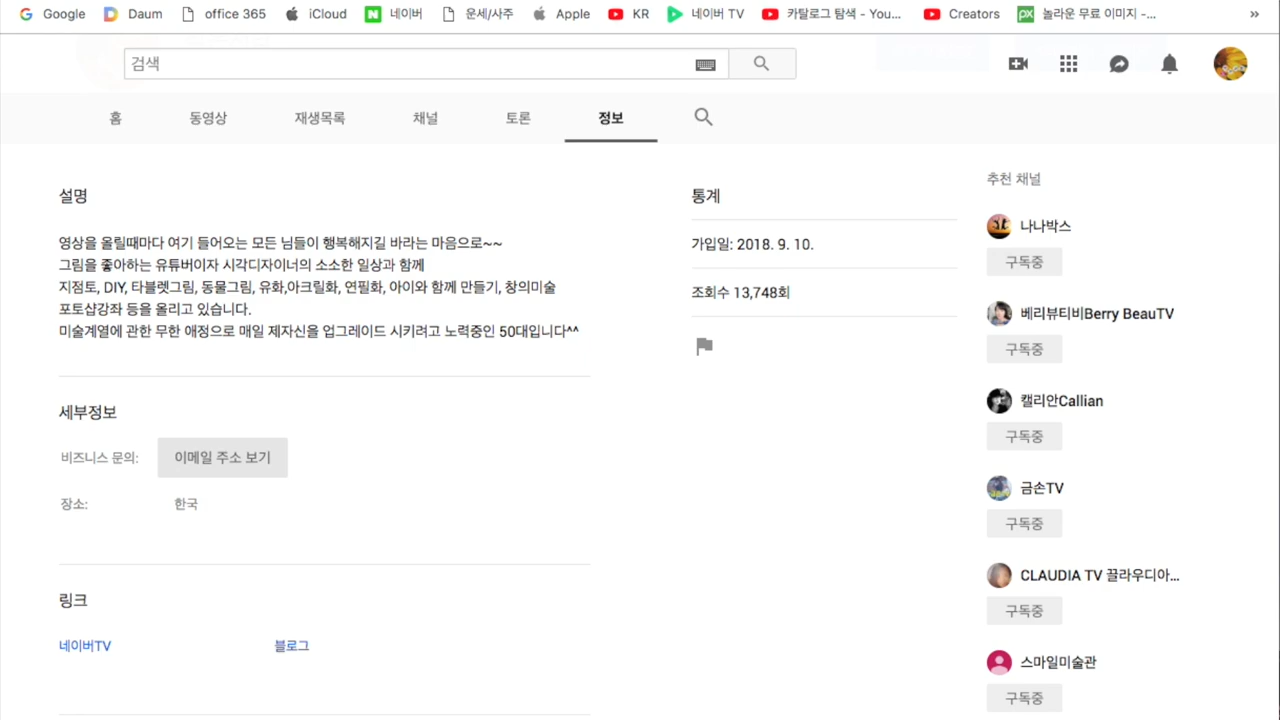 Google Daum office 365 iCloud 네이버 운세/사주 Apple KR 네이버 TV 카탈로그 탐색 - You... Creators 놀라운 무료 이미지 -... »
검색
홈 동영상 재생목록 채널 토론 정보
설명
영상을 올릴때마다 여기 들어오는 모든 님들이 행복해지길 바라는 마음으로~~
그림을 좋아하는 유튜버이자 시각디자이너의 소소한 일상과 함께
지점토, DIY, 타블렛그림, 동물그림, 유화,아크릴화, 연필화, 아이와 함께 만들기, 창의미술
포토샵강좌 등을 올리고 있습니다.
미술계열에 관한 무한 애정으로 매일 제자신을 업그레이드 시키려고 노력중인 50대입니다^^
세부정보
비즈니스 문의: 이메일 주소 보기
장소: 한국
링크
네이버TV 블로그
통계
가입일: 2018. 9. 10.
조회수 13,748회
추천 채널
나나박스
구독중
베리뷰티비Berry BeauTV
구독중
캘리안Callian
구독중
금손TV
구독중
CLAUDIA TV 끌라우디아...
구독중
스마일미술관
구독중